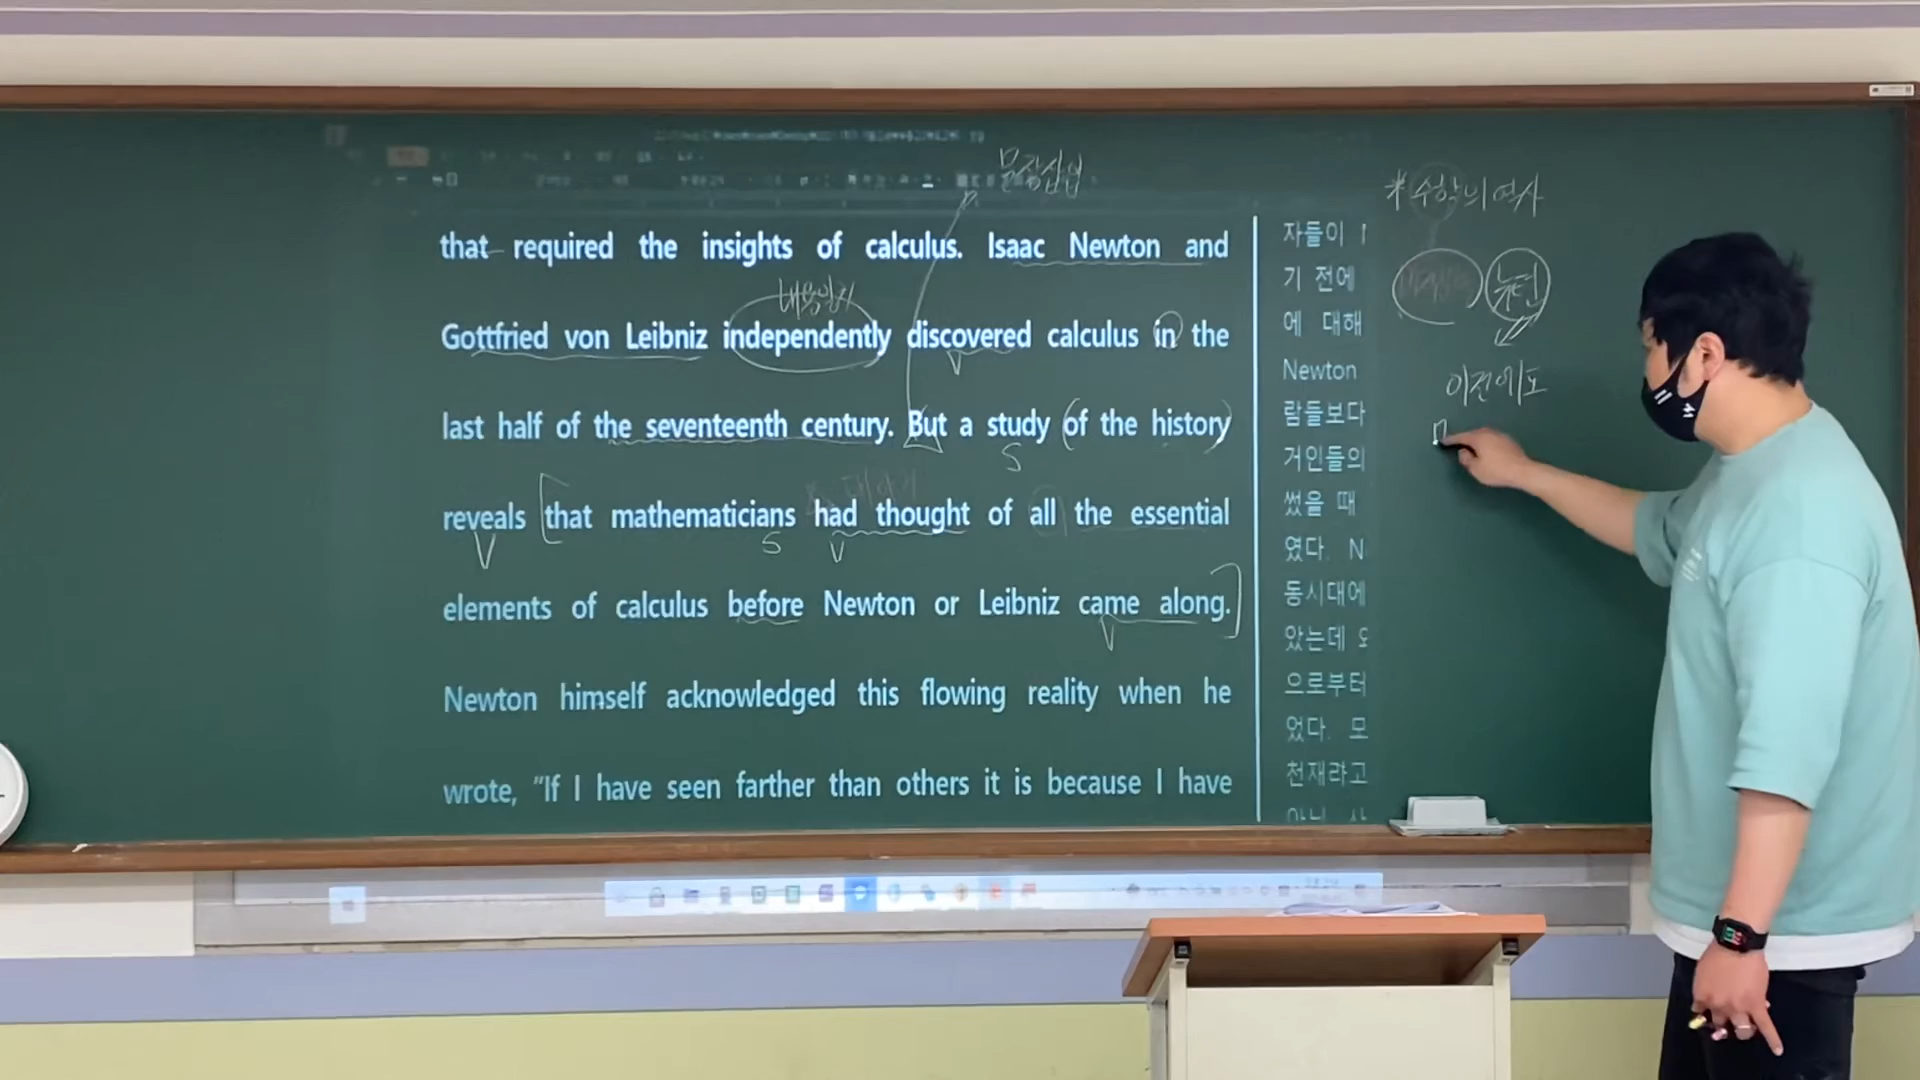 문장삽입
that required the insights of calculus. Isaac Newton and
Gottfried von Leibniz independently discovered calculus in the
last half of the seventeenth century. But a study of the history
reveals that mathematicians had thought of all the essential
elements of calculus before Newton or Leibniz came along.
Newton himself acknowledged this flowing reality when he
wrote, “If I have seen farther than others it is because I have
S
V
S
V
V
V
자들이
기 전에
에 대해
Newton
람들보다
거인들의
썼을 때
였다. N
동시대에
았는데
으로부터
었다. 모
천재라고
*수학의 역사
뉴턴
이전에도